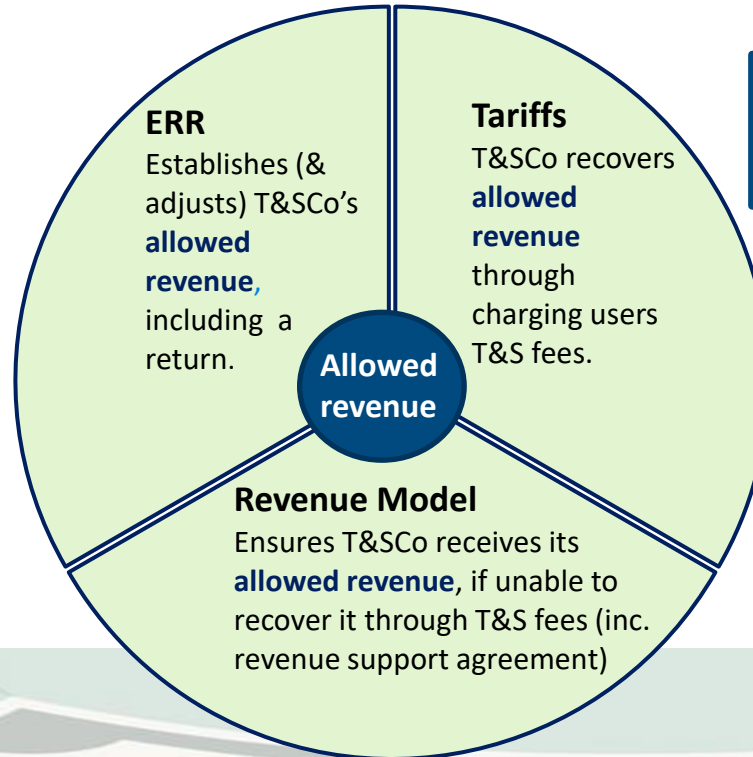 ERR
Establishes (&
adjusts) T&SCo’s
allowed
revenue,
including a
return.
Tariffs
T&SCo recovers
allowed
revenue
through
charging users
T&S fees.
Allowed
revenue
Revenue Model
Ensures T&SCo receives its
allowed revenue, if unable to
recover it through T&S fees (inc.
revenue support agreement)